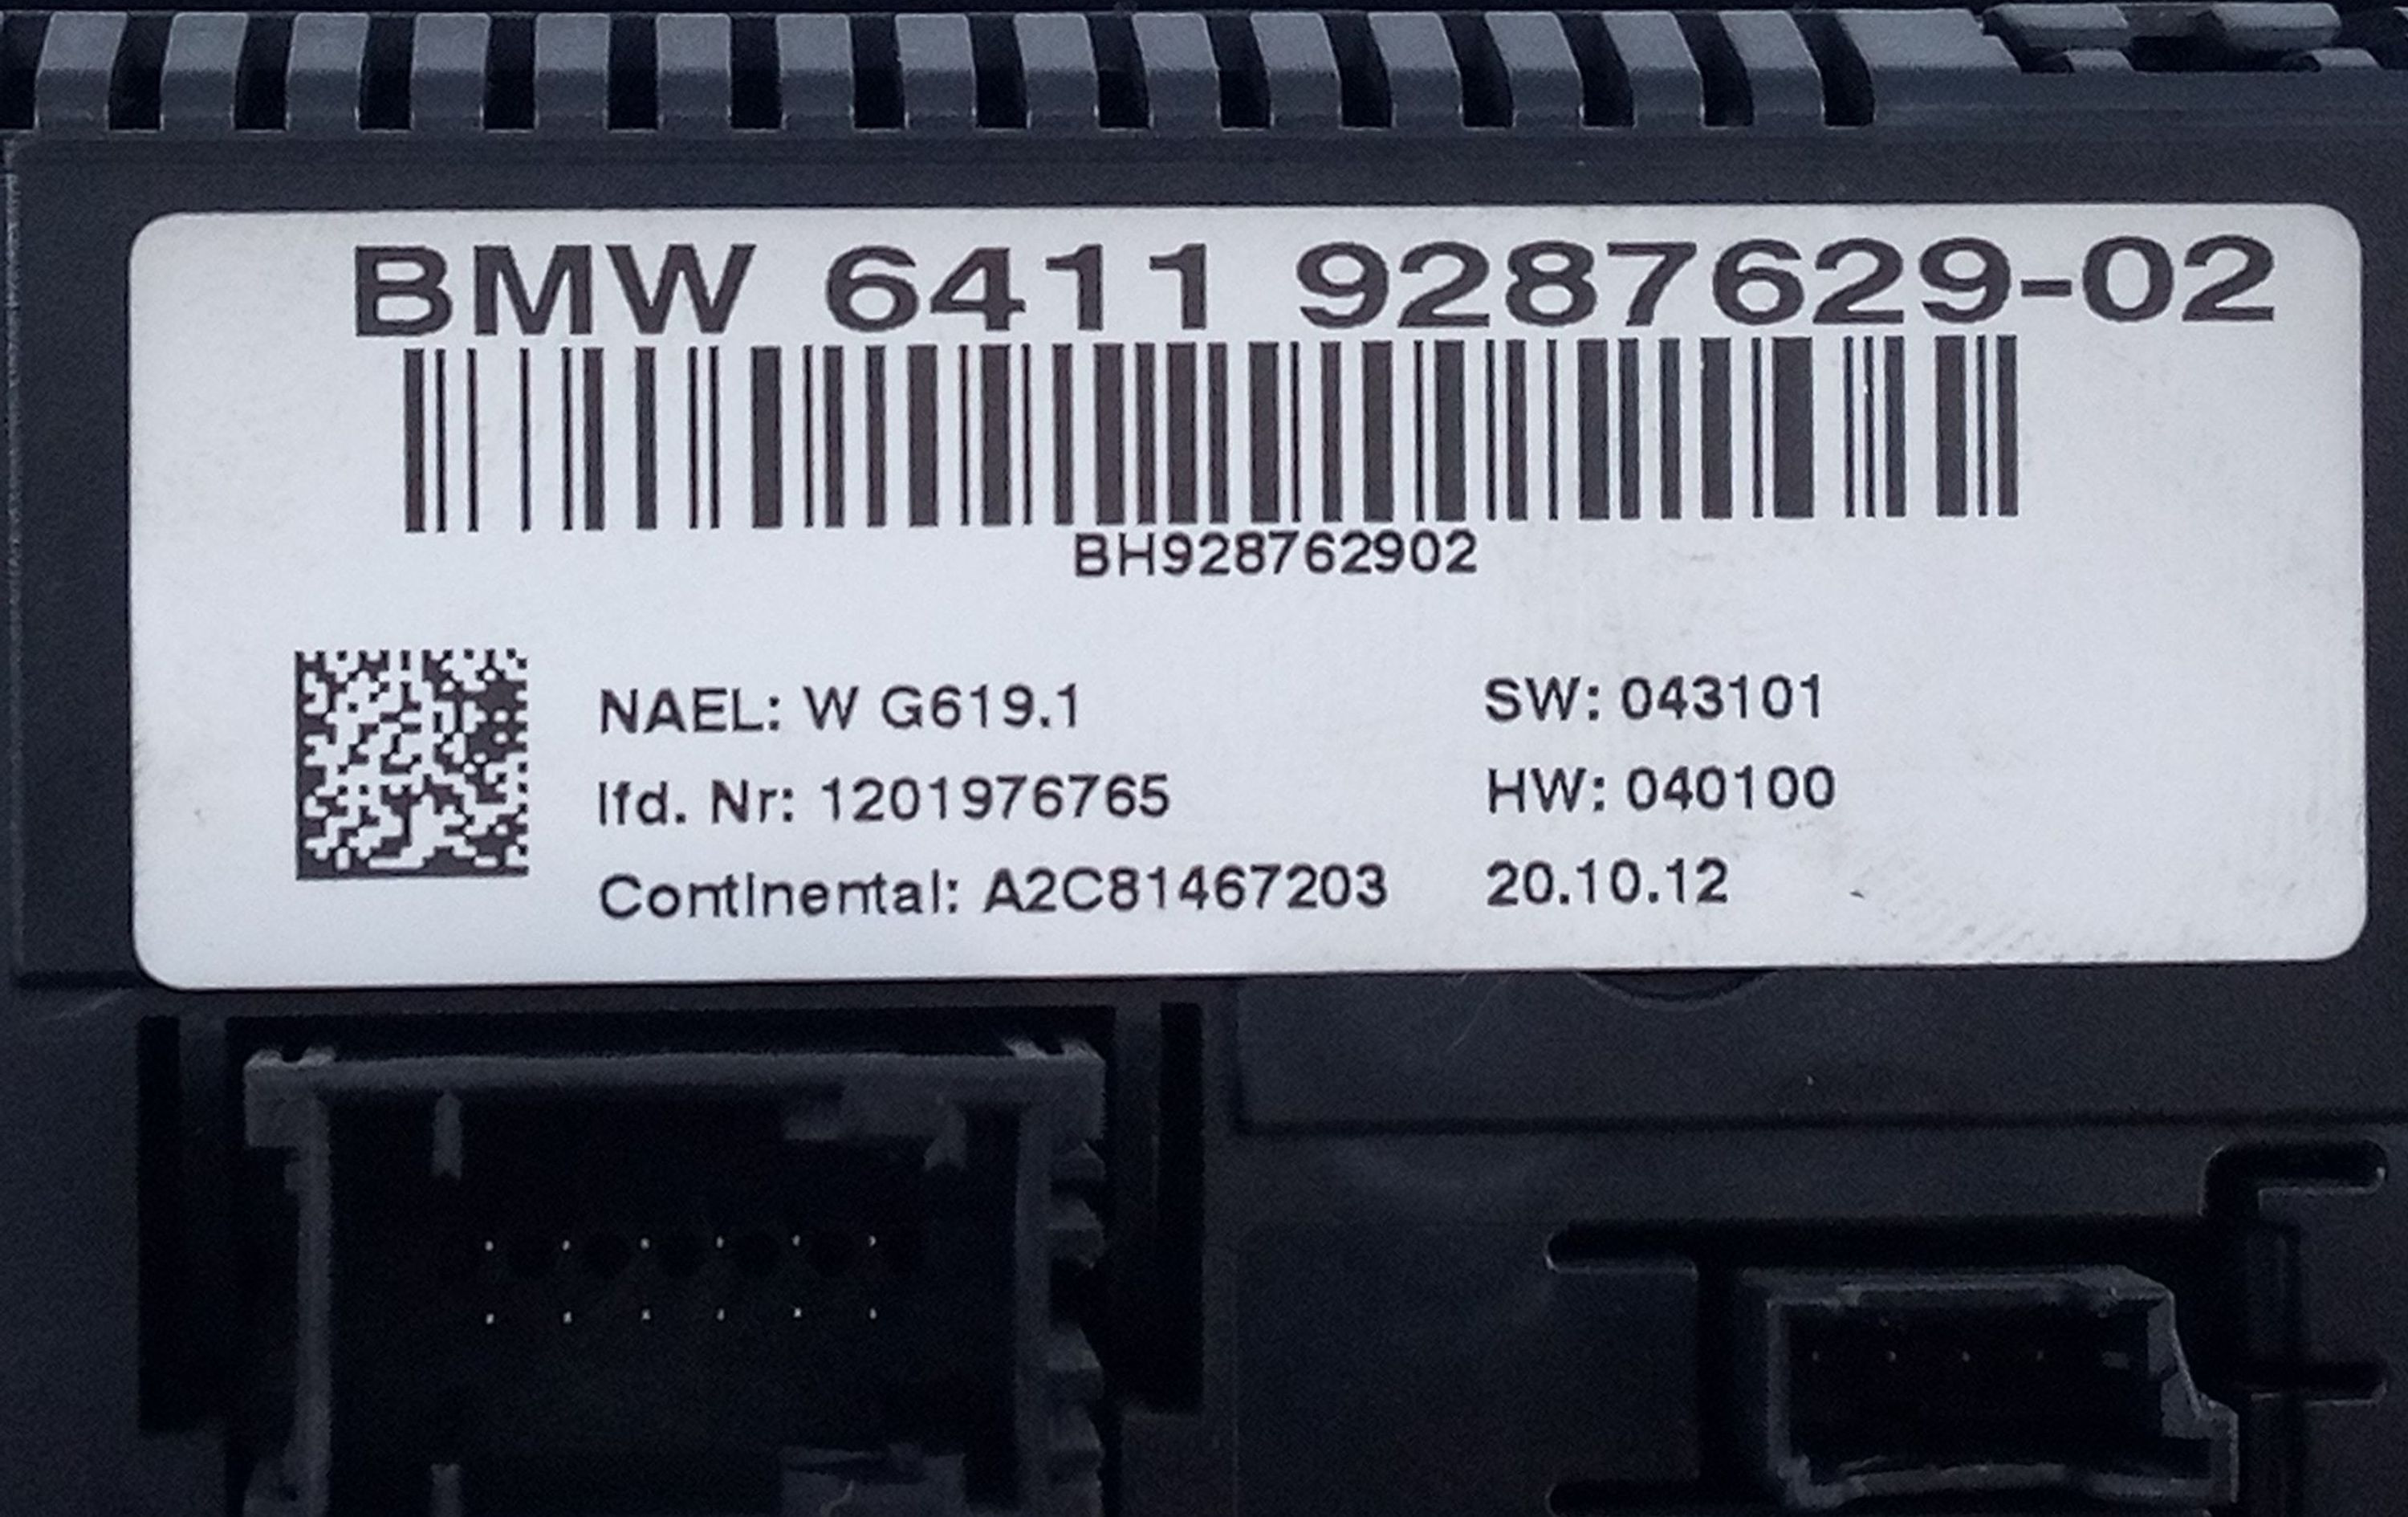 BMW 6411 9287629-02
BH928762902
NAEL: W G619.1
lfd. Nr: 1201976765
Continental: A2C81467203
SW: 043101
HW: 040100
20.10.12